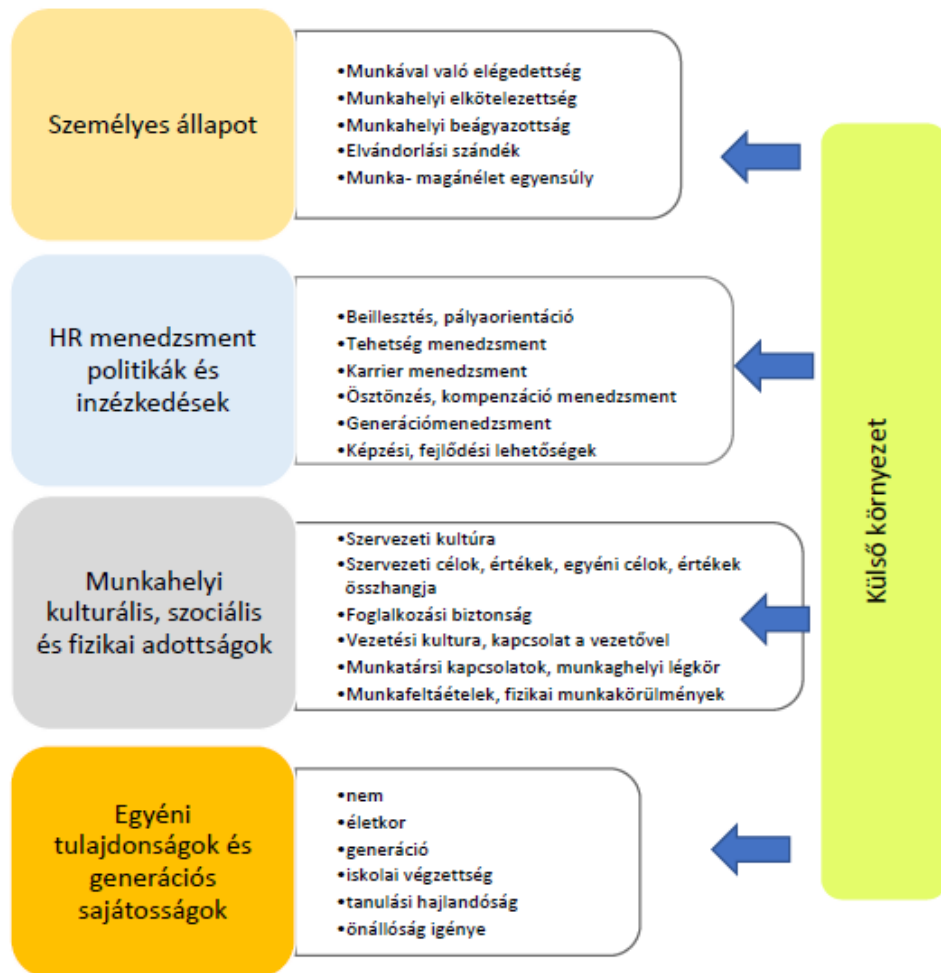 Személyes állapot
•Munkával való elégedettség
•Munkahelyi elkötelezettség
•Munkahelyi beágyazottság
•Elvándorlási szándék
•Munka- magánélet egyensúly
HR menedzsment
politikák és
inzézkedések
•Beillesztés, pályaorientáció
•Tehetség menedzsment
•Karrier menedzsment
•Ösztönzés, kompenzáció menedzsment
•Generációmenedzsment
•Képzési, fejlődési lehetőségek
Munkahelyi
kulturális, szociális
és fizikai adottságok
•Szervezeti kultúra
•Szervezeti célok, értékek, egyéni célok, értékek
összhangja
•Foglalkozási biztonság
•Vezetési kultura, kapcsolat a vezetővel
•Munkatársi kapcsolatok, munkaghelyi légkör
•Munkafeltáételek, fizikai munkakörülmények
Egyéni
tulajdonságok és
generációs
sajátosságok
•nem
•életkor
•generáció
•iskolai végzettség
•tanulási hajlandóság
•önállóság igénye
Külső környezet